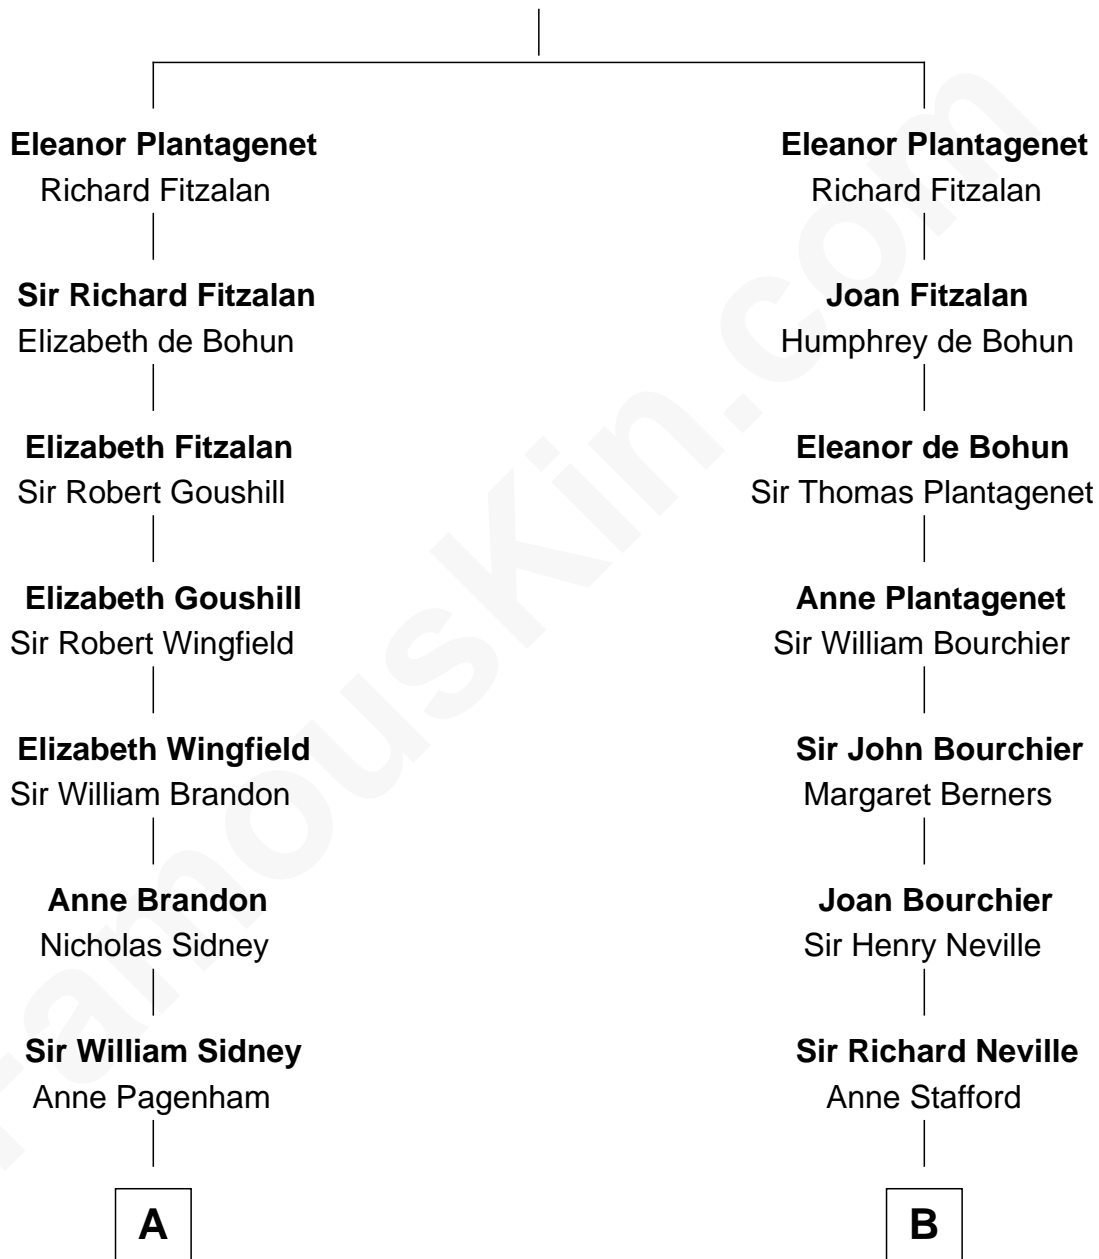 Eleanor Plantagenet
Richard Fitzalan
Sir Richard Fitzalan
Elizabeth de Bohun
Elizabeth Fitzalan
Sir Robert Goushill
Elizabeth Goushill
Sir Robert Wingfield
Elizabeth Wingfield
Sir William Brandon
Anne Brandon
Nicholas Sidney
Sir William Sidney
Anne Pagenham
A
Eleanor Plantagenet
Richard Fitzalan
Joan Fitzalan
Humphrey de Bohun
Eleanor de Bohun
Sir Thomas Plantagenet
Anne Plantagenet
Sir William Bourchier
Sir John Bourchier
Margaret Berners
Joan Bourchier
Sir Henry Neville
Sir Richard Neville
Anne Stafford
B
FamousKin.com